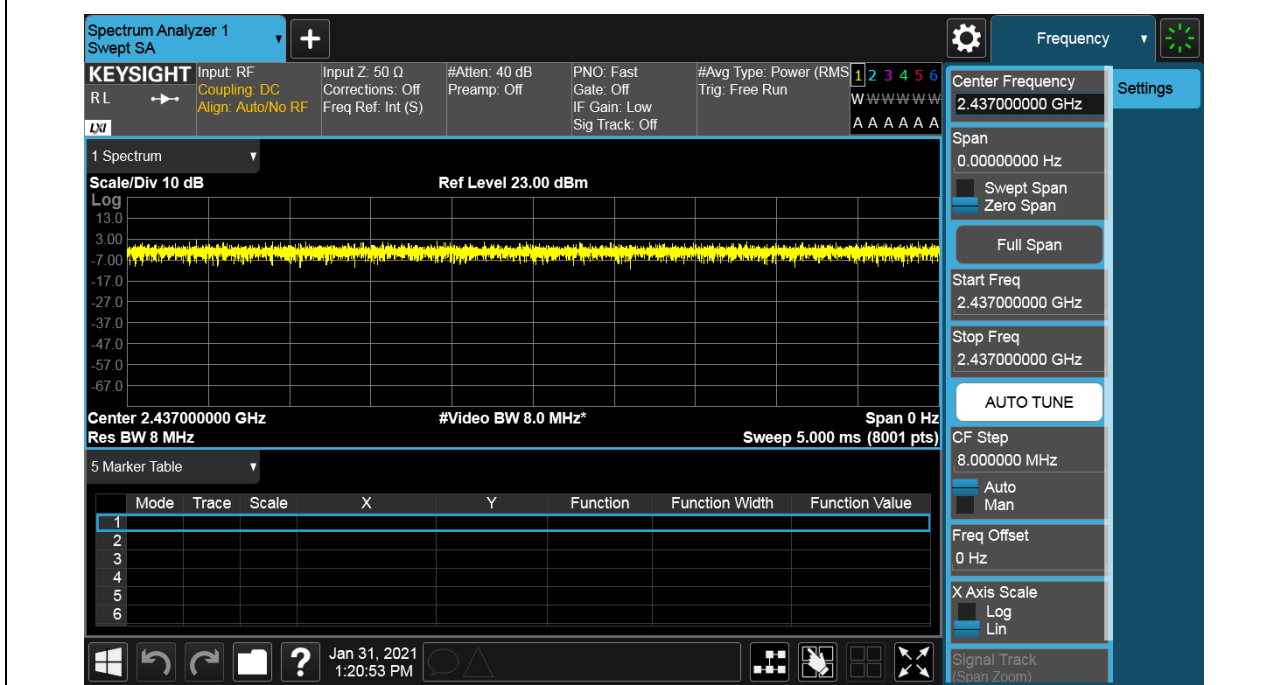 Spectrum Analyzer 1
Swept SA
+
Frequency
KEYSIGHT
R L
LXI
Input: RF
Coupling: DC
Align: Auto/No RF
Input Z: 50 Ω
Corrections: Off
Freq Ref: Int (S)
#Atten: 40 dB
Preamp: Off
PNO: Fast
Gate: Off
IF Gain: Low
Sig Track: Off
#Avg Type: Power (RMS
Trig: Free Run
1 2 3 4 5 6
W W W W W W
A A A A A A
1 Spectrum
Scale/Div 10 dB
Ref Level 23.00 dBm
Log
13.0
3.00
-7.00
-17.0
-27.0
-37.0
-47.0
-57.0
-67.0
Center 2.437000000 GHz
#Video BW 8.0 MHz*
Span 0 Hz
Res BW 8 MHz
Sweep 5.000 ms (8001 pts)
5 Marker Table
Mode Trace Scale X Y Function Function Width Function Value
1
2
3
4
5
6
?
Jan 31, 2021
1:20:53 PM
Center Frequency
2.437000000 GHz
Span
0.00000000 Hz
Swept Span
Zero Span
Full Span
Start Freq
2.437000000 GHz
Stop Freq
2.437000000 GHz
AUTO TUNE
CF Step
8.000000 MHz
Auto
Man
Freq Offset
0 Hz
X Axis Scale
Log
Lin
Signal Track
(Span Zoom)
Settings